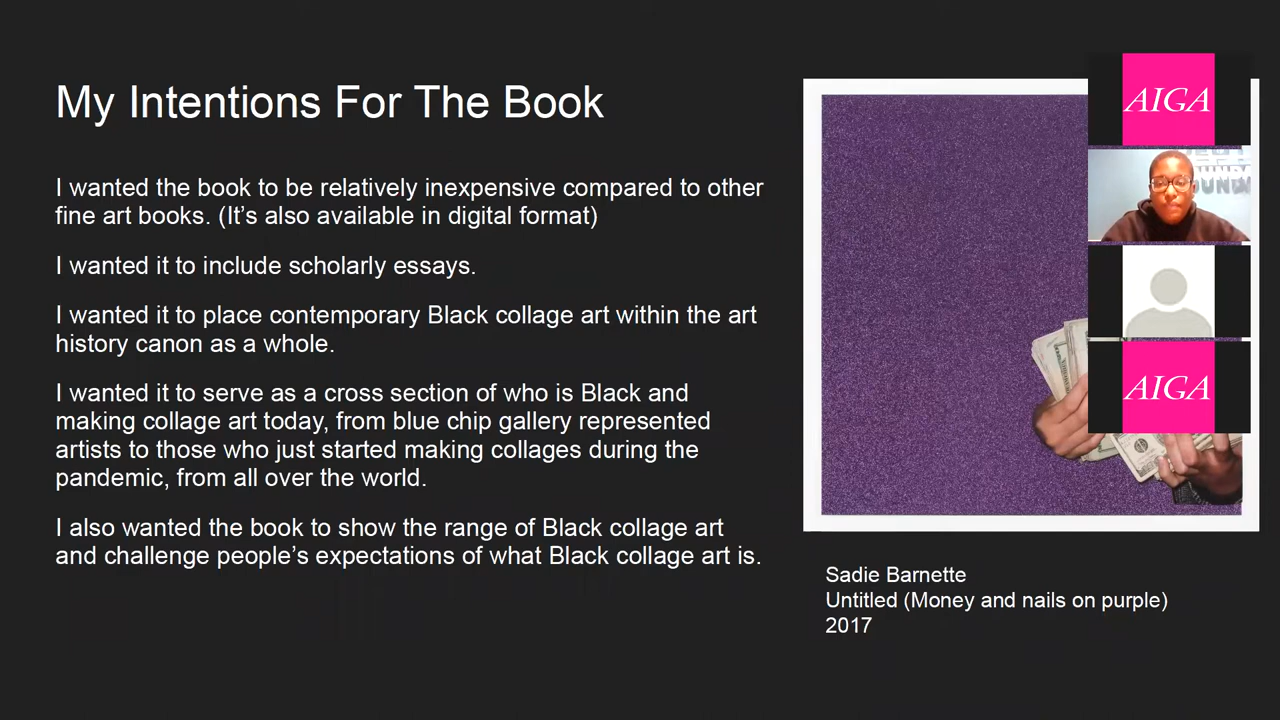 My Intentions For The Book
I wanted the book to be relatively inexpensive compared to other
fine art books. (It’s also available in digital format)
I wanted it to include scholarly essays.
I wanted it to place contemporary Black collage art within the art
history canon as a whole.
I wanted it to serve as a cross section of who is Black and
making collage art today, from blue chip gallery represented
artists to those who just started making collages during the
pandemic, from all over the world.
I also wanted the book to show the range of Black collage art
and challenge people’s expectations of what Black collage art is.
AIGA
AIGA
Sadie Barnette
Untitled (Money and nails on purple)
2017